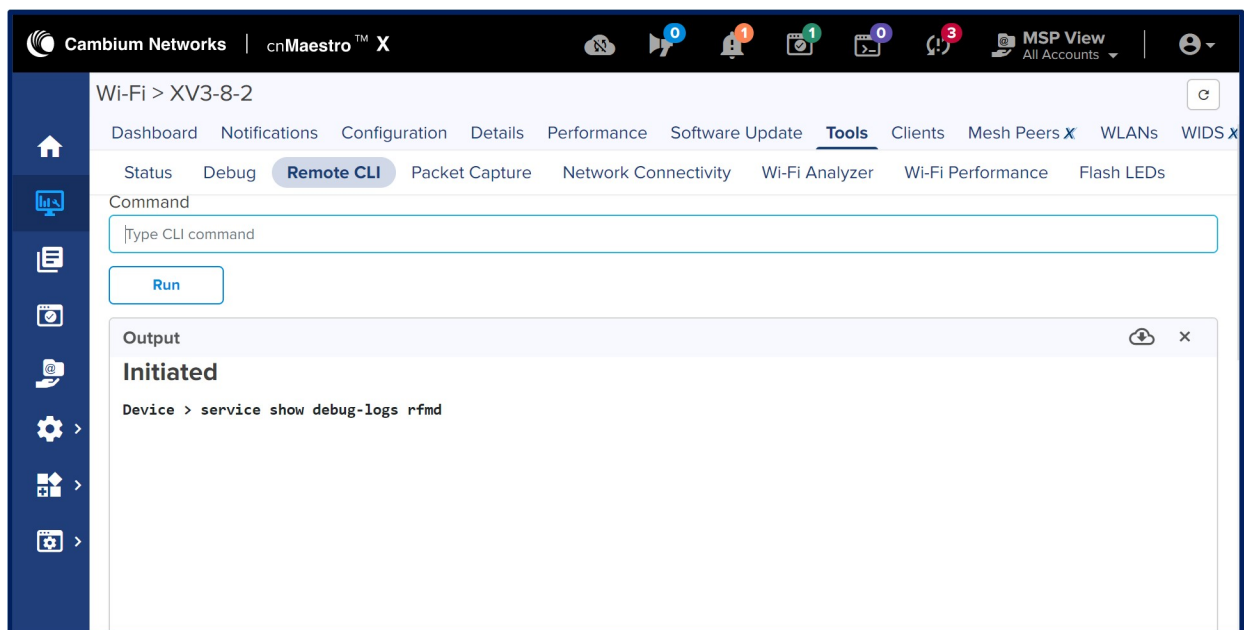 Cambium Networks | cnMaestro™ X 0 1 1 0 3 MSP View
All Accounts
Wi-Fi > XV3-8-2
Dashboard Notifications Configuration Details Performance Software Update Tools Clients Mesh Peers X WLANs WIDS X
Status Debug Remote CLI Packet Capture Network Connectivity Wi-Fi Analyzer Wi-Fi Performance Flash LEDs
Command
Type CLI command
Run
Output
Initiated
Device > service show debug-logs rfmd